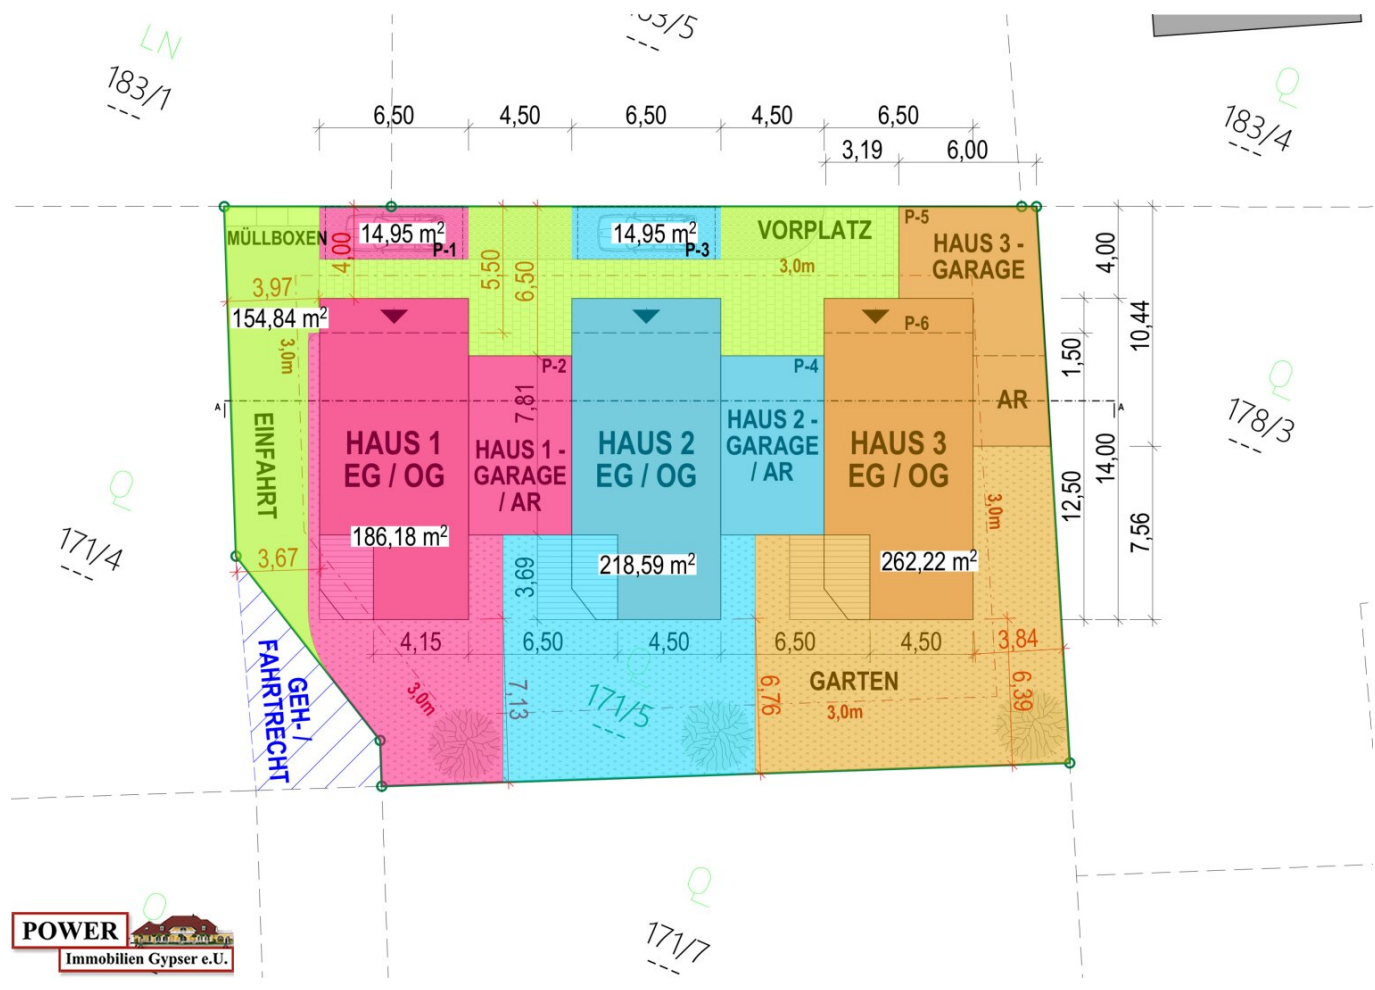 LN
183/1
183/5
183/4
6,50
4,50
6,50
4,50
6,50
3,19
6,00
MÜLLBOXEN
14,95 m²
P-1
4,00
5,50
6,50
14,95 m²
P-3
VORPLATZ
3,0m
P-5
HAUS 3 -
GARAGE
4,00
10,44
3,97
154,84 m²
3,0m
P-6
1,50
P-2
P-4
7,81
A
A
AR
EINFAHRT
HAUS 1
EG / OG
HAUS 1 -
GARAGE
/ AR
HAUS 2
EG / OG
HAUS 2 -
GARAGE
/ AR
HAUS 3
EG / OG
178/3
14,00
12,50
3,0m
7,56
171/4
186,18 m²
3,67
3,69
218,59 m²
262,22 m²
4,15
6,50
4,50
6,50
4,50
3,84
GEH- /
FAHRTRECHT
3,0m
7,13
171/5
6,76
GARTEN
3,0m
6,39
171/7
POWER
Immobilien Gypser e.U.